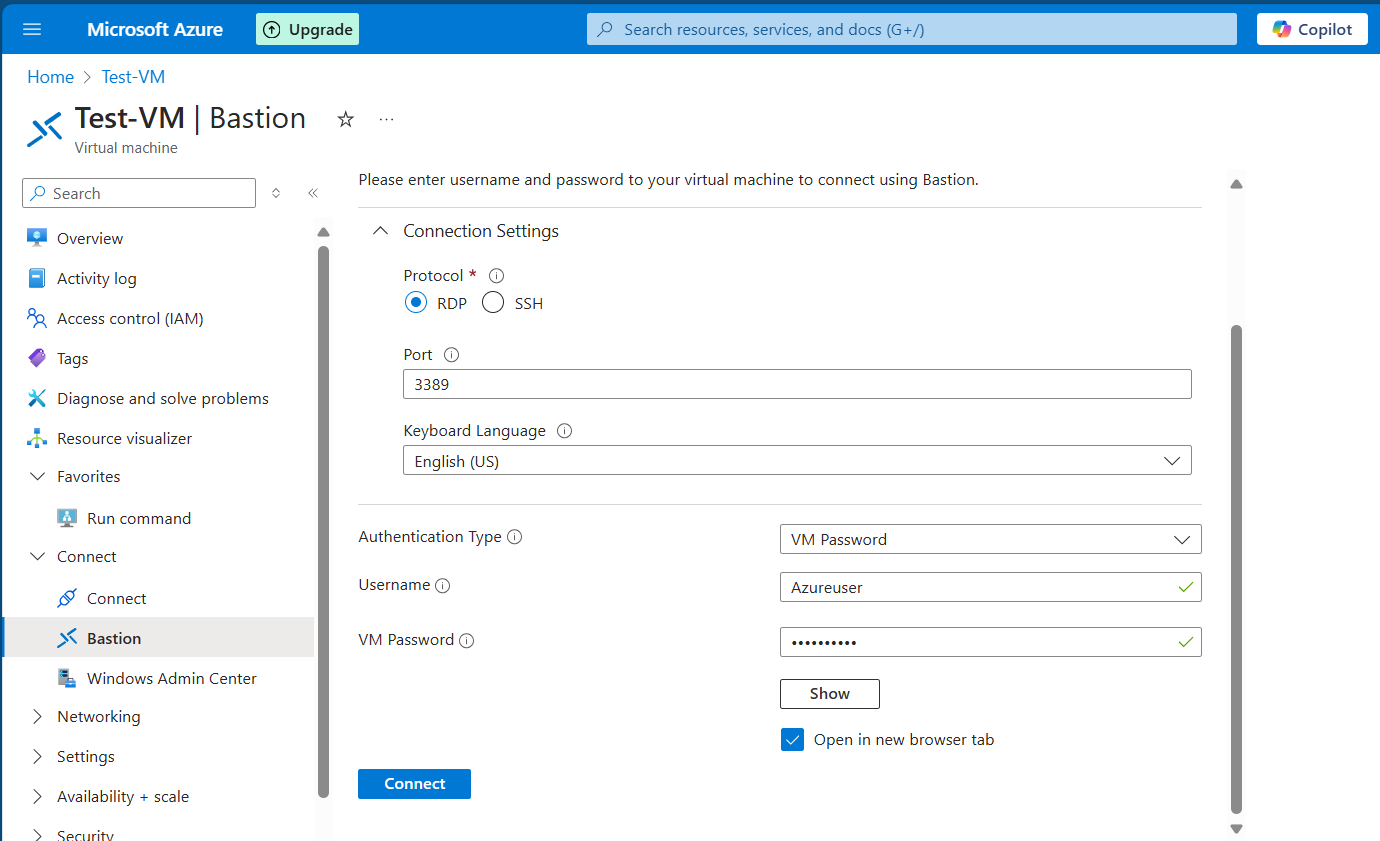 Microsoft Azure
Upgrade
Search resources, services, and docs (G+/)
Copilot
Home > Test-VM
Test-VM | Bastion
Virtual machine
Search
Overview
Activity log
Access control (IAM)
Tags
Diagnose and solve problems
Resource visualizer
Favorites
Run command
Connect
Connect
Bastion
Windows Admin Center
Networking
Settings
Availability + scale
Security
Please enter username and password to your virtual machine to connect using Bastion.
Connection Settings
Protocol *
RDP SSH
Port
3389
Keyboard Language
English (US)
Authentication Type
VM Password
Username
Azureuser
VM Password
••••••••••
Show
Open in new browser tab
Connect